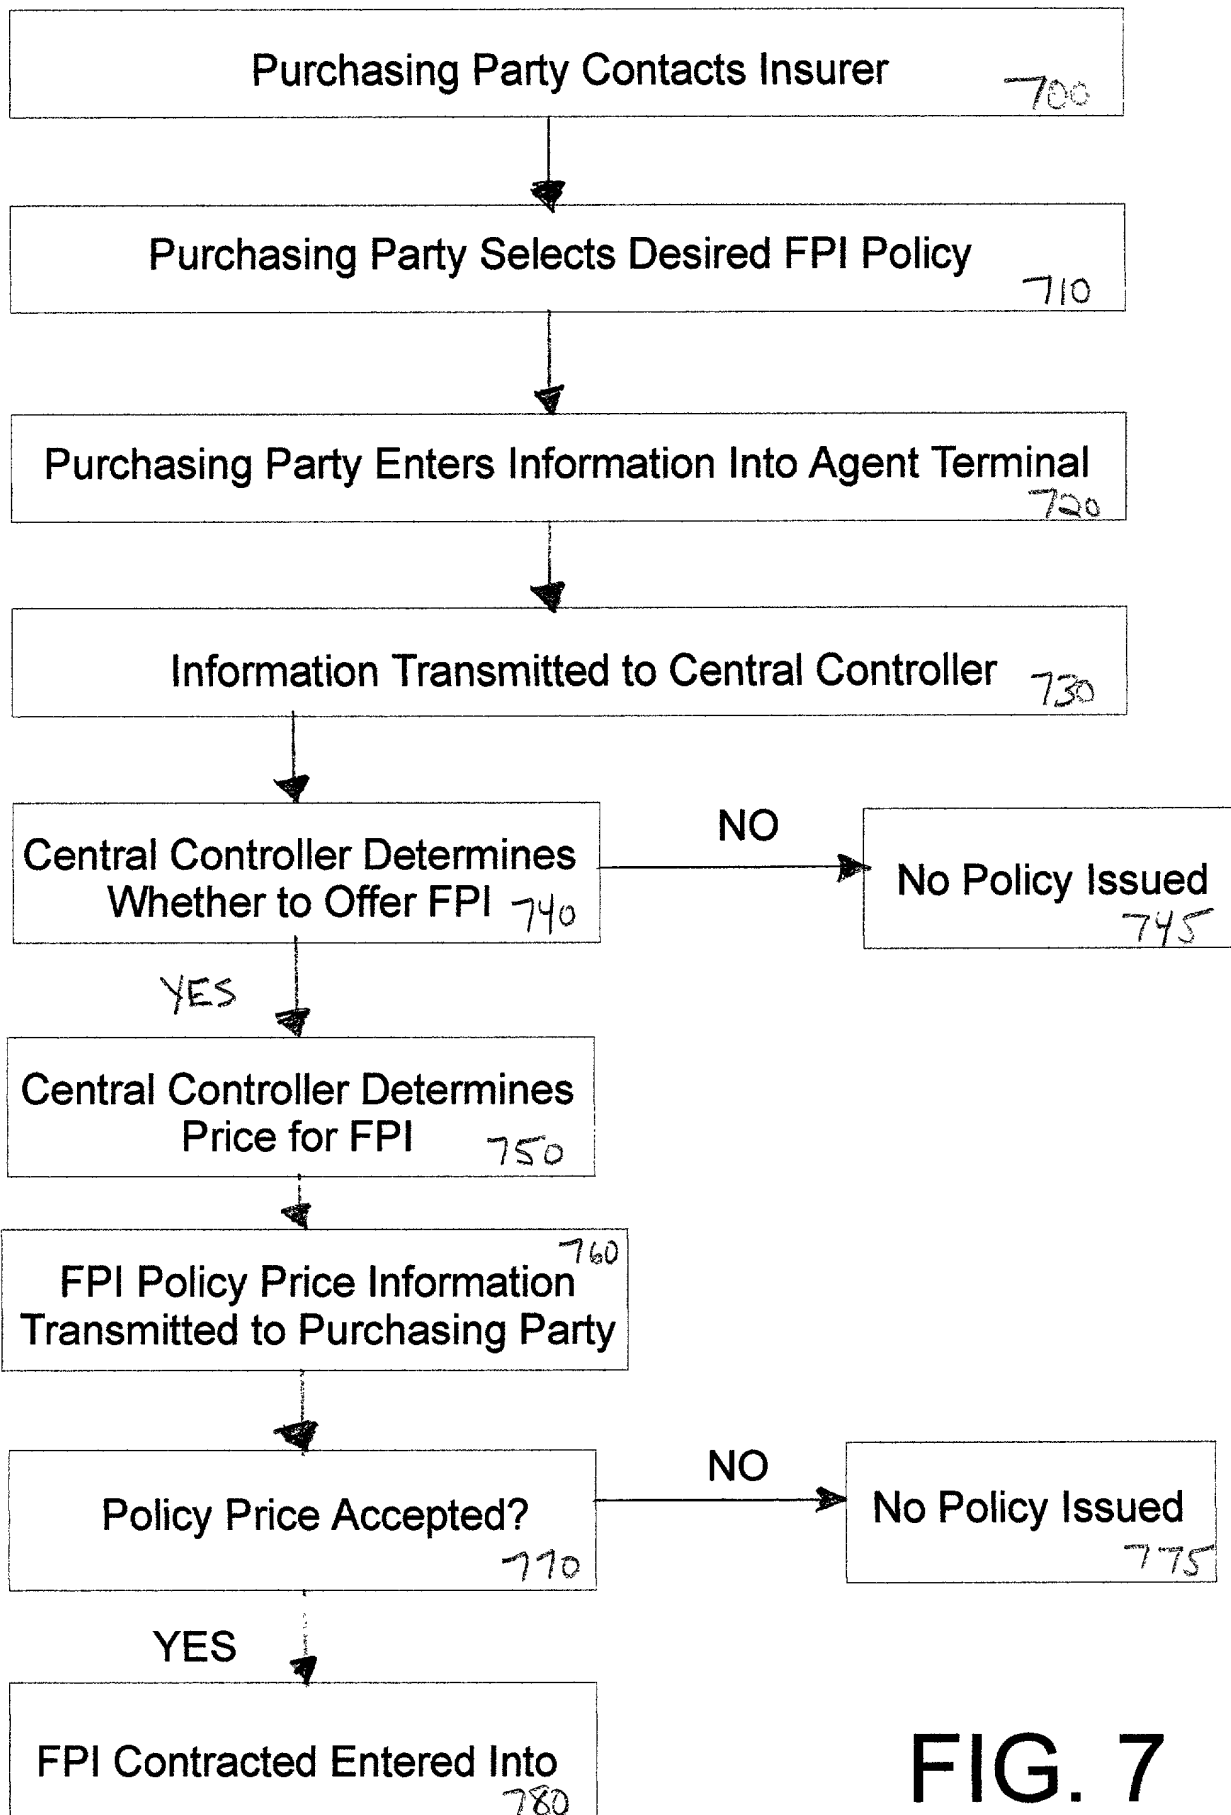 Purchasing Party Contacts Insurer
700
Purchasing Party Selects Desired FPI Policy
710
Purchasing Party Enters Information Into Agent Terminal
720
Information Transmitted to Central Controller
730
Central Controller Determines
Whether to Offer FPI 740
NO
No Policy Issued
745
YES
Central Controller Determines
Price for FPI 750
760
FPI Policy Price Information
Transmitted to Purchasing Party
Policy Price Accepted?
770
NO
No Policy Issued
775
YES
FPI Contracted Entered Into
780
FIG. 7